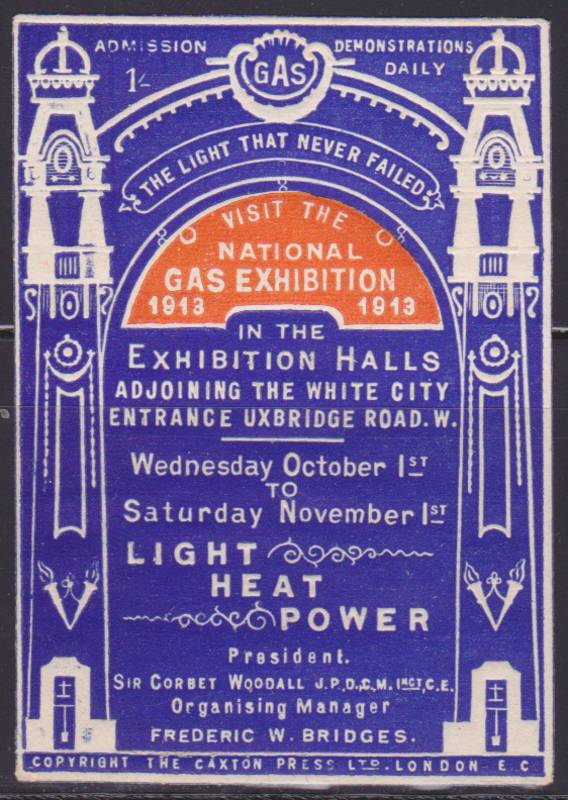 ADMISSION
1/-
GAS
DEMONSTRATIONS
DAILY
THE LIGHT THAT NEVER FAILED
VISIT THE
NATIONAL
GAS EXHIBITION
1913 1913
IN THE
EXHIBITION HALLS
ADJOINING THE WHITE CITY
ENTRANCE UXBRIDGE ROAD. W.
Wednesday October 1ST
TO
Saturday November 1ST
LIGHT
HEAT
POWER
President.
SIR CORBET WOODALL J.P.,D.C.M. INCT,C.E.
Organising Manager
FREDERIC W. BRIDGES.
COPYRIGHT THE CAXTON PRESS LTD. LONDON E C